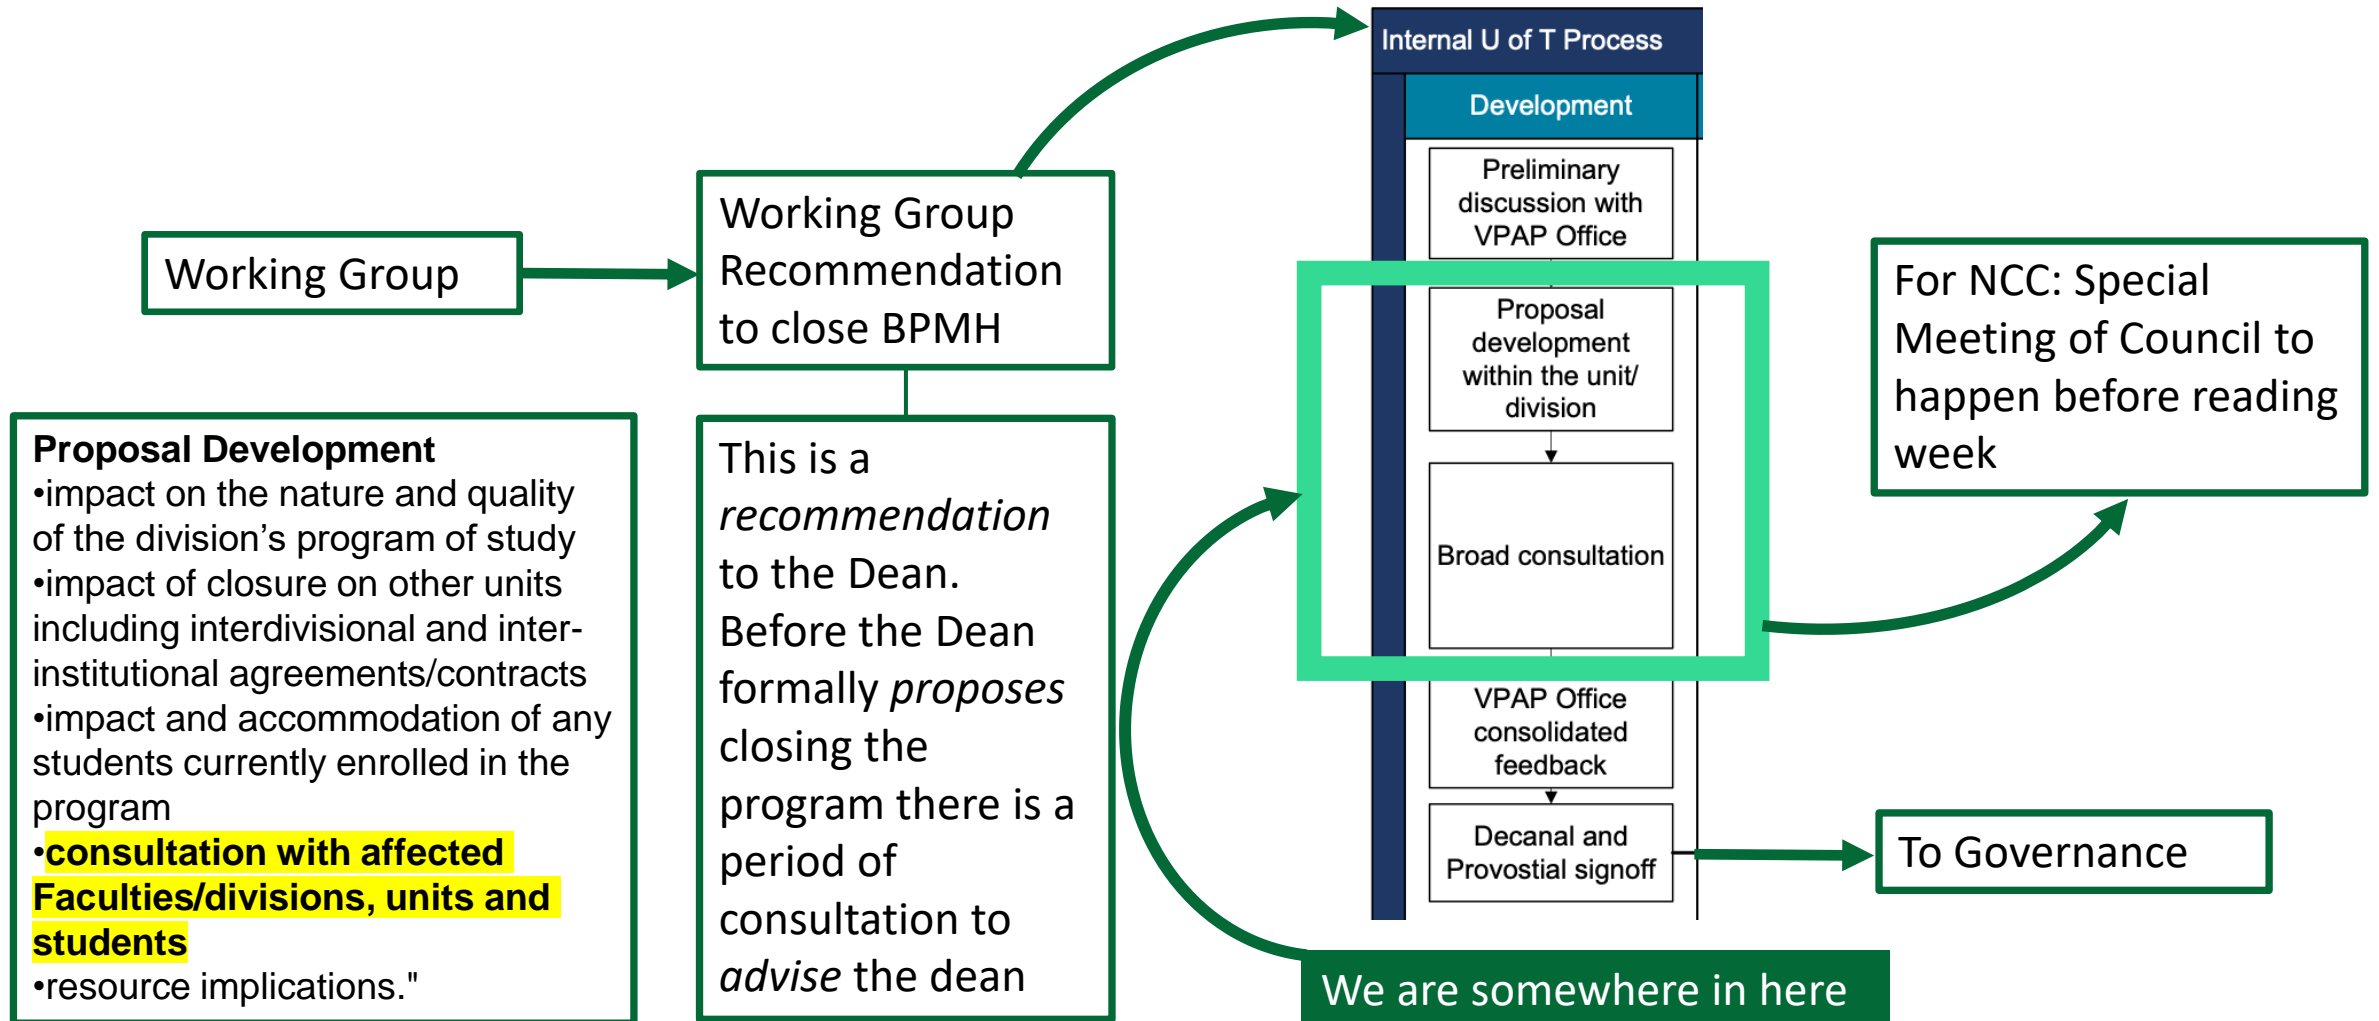 Working Group
Working Group
Recommendation
to close BPMH
This is a
recommendation
to the Dean.
Before the Dean
formally proposes
closing the
program there is a
period of
consultation to
advise the dean
Proposal Development
•impact on the nature and quality
of the division’s program of study
•impact of closure on other units
including interdivisional and inter-
institutional agreements/contracts
•impact and accommodation of any
students currently enrolled in the
program
•consultation with affected
Faculties/divisions, units and
students
•resource implications."
Internal U of T Process
Development
Preliminary
discussion with
VPAP Office
Proposal
development
within the unit/
division
Broad consultation
VPAP Office
consolidated
feedback
Decanal and
Provostial signoff
We are somewhere in here
For NCC: Special
Meeting of Council to
happen before reading
week
To Governance